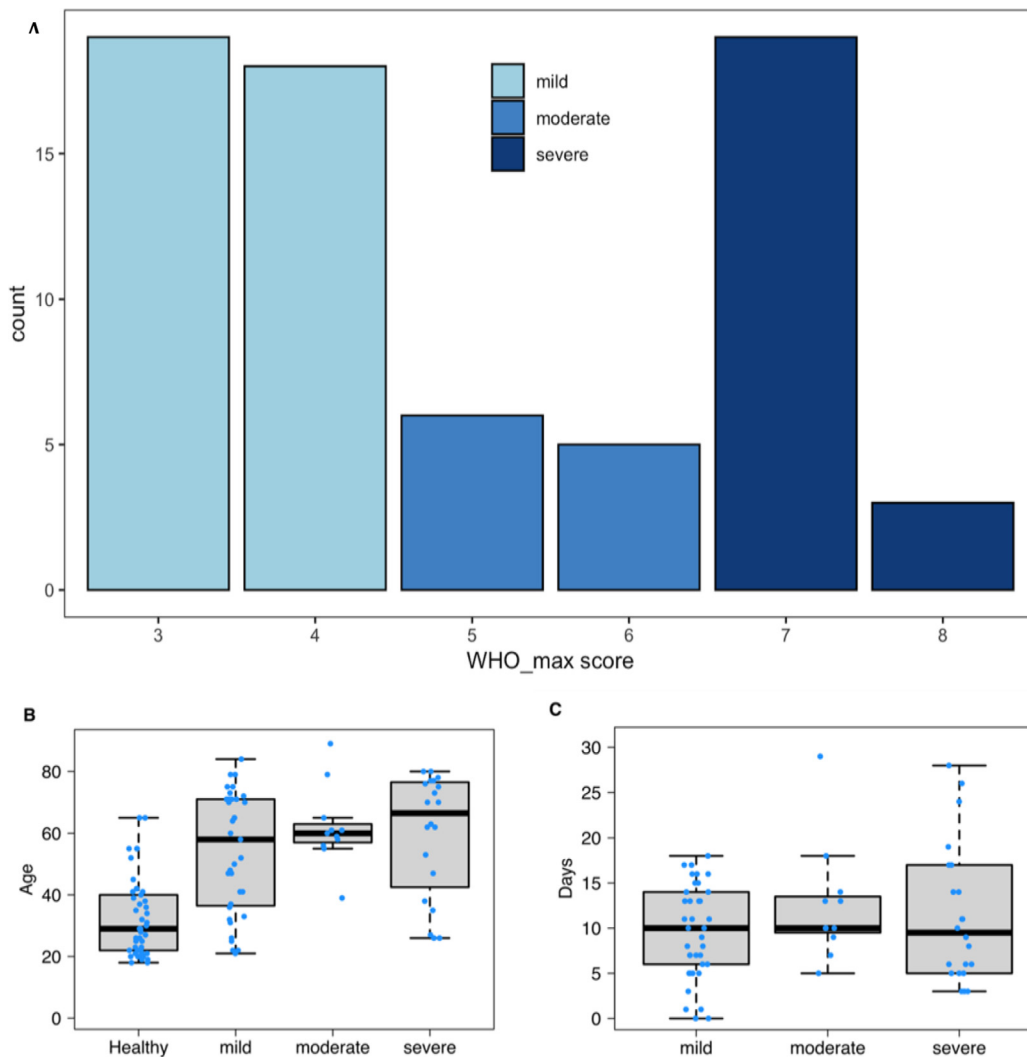 A
count
15
10
5
0
mild
moderate
severe
3 4 5 6 7 8
WHO_max score
B
Age
80
60
40
20
0
Healthy mild moderate severe
C
Days
30
25
20
15
10
5
0
mild moderate severe